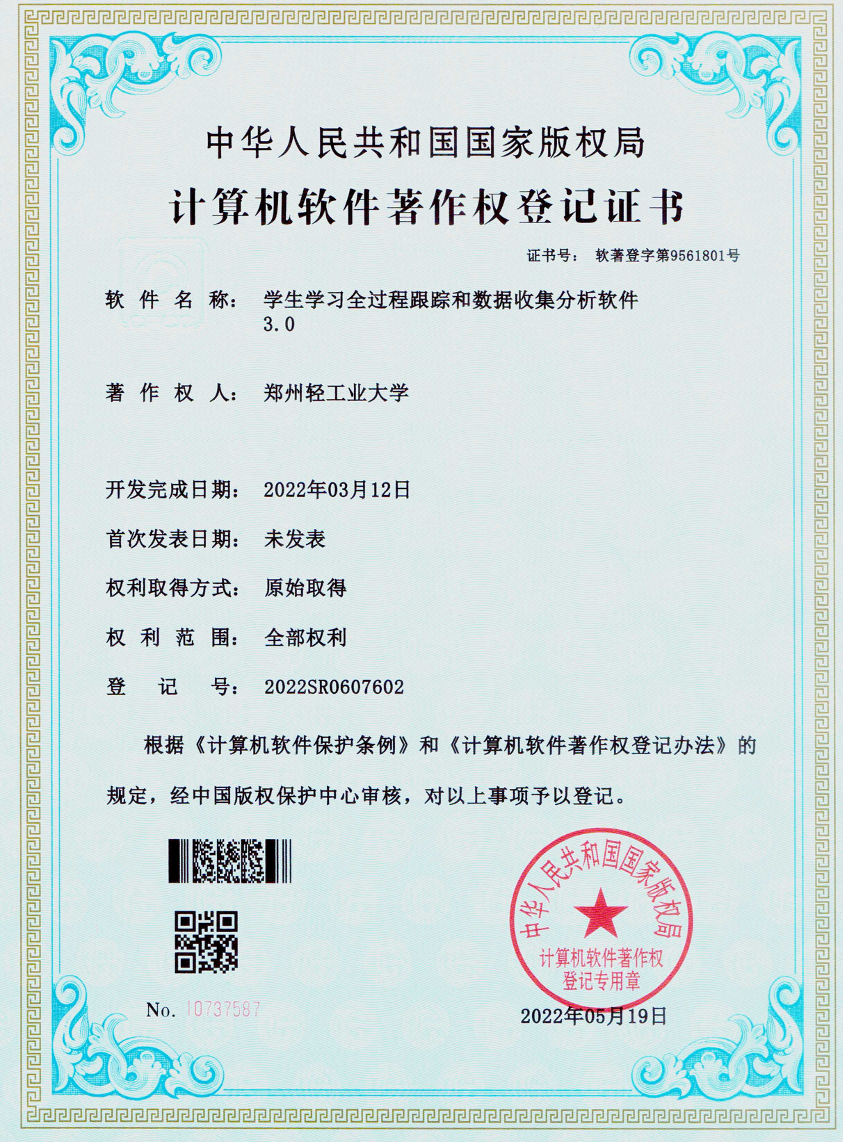 中华人民共和国国家版权局
计算机软件著作权登记证书
证书号： 软著登字第9561801号
软件名称： 学生学习全过程跟踪和数据收集分析软件
3.0
著作权人： 郑州轻工业大学
开发完成日期： 2022年03月12日
首次发表日期： 未发表
权利取得方式： 原始取得
权利范围： 全部权利
登记号： 2022SR0607602
根据《计算机软件保护条例》和《计算机软件著作权登记办法》的
规定，经中国版权保护中心审核，对以上事项予以登记。
中华人民共和国国家版权局
计算机软件著作权
登记专用章
No. 10737587
2022年05月19日